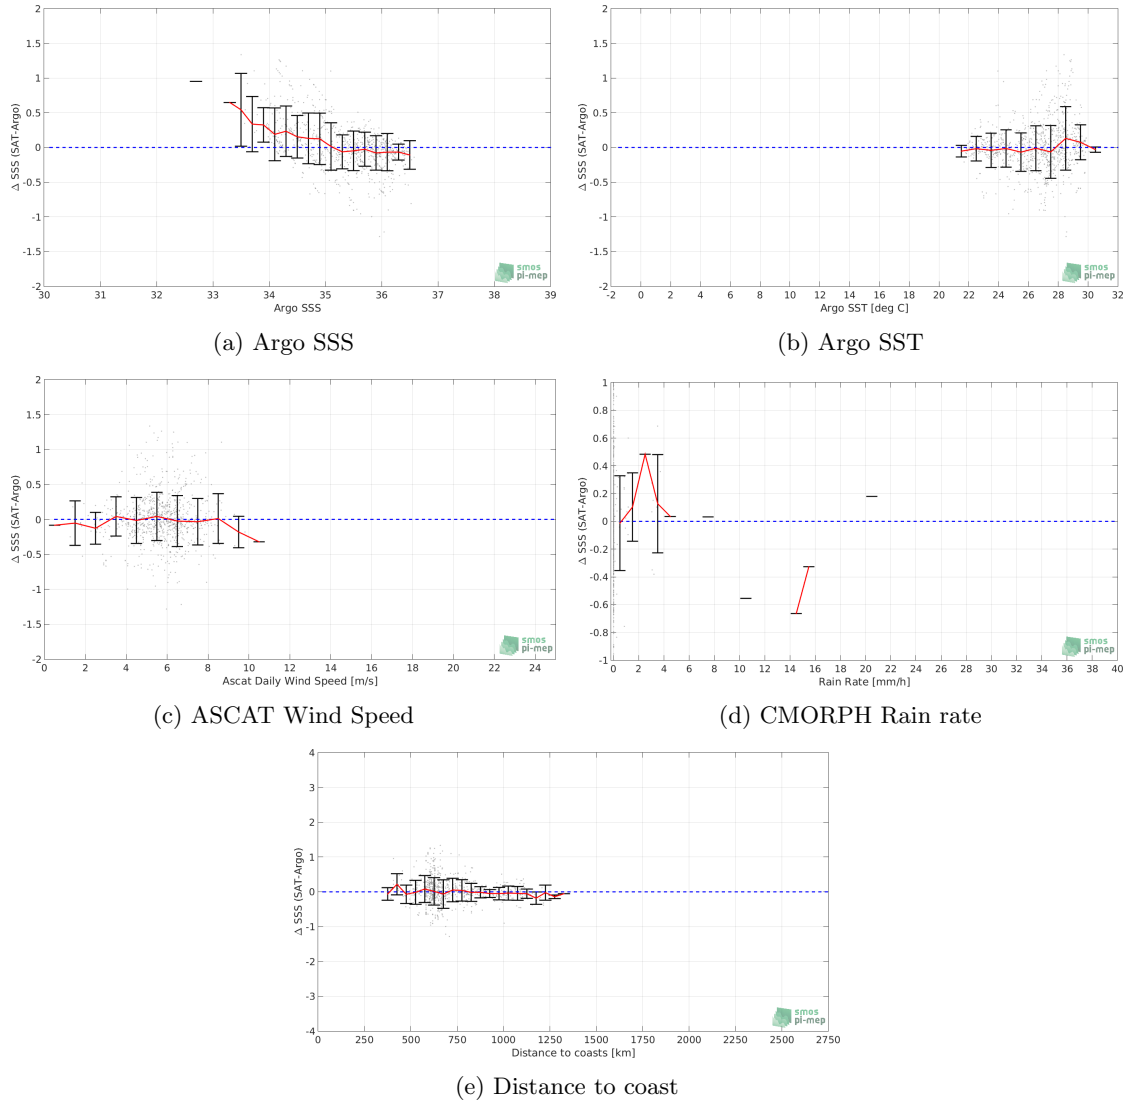 2
1.5
1
0.5
0
-0.5
-1
-1.5
-2
Δ SSS (SAT-Argo)
30 31 32 33 34 35 36 37 38 39
Argo SSS
smos
pi-mep
(a) Argo SSS
2
1.5
1
0.5
0
-0.5
-1
-1.5
-2
Δ SSS (SAT-Argo)
-2 0 2 4 6 8 10 12 14 16 18 20 22 24 26 28 30 32
Argo SST [deg C]
smos
pi-mep
(b) Argo SST
2
1.5
1
0.5
0
-0.5
-1
-1.5
-2
Δ SSS (SAT-Argo)
0 2 4 6 8 10 12 14 16 18 20 22 24
Ascat Daily Wind Speed [m/s]
smos
pi-mep
(c) ASCAT Wind Speed
1
0.8
0.6
0.4
0.2
0
-0.2
-0.4
-0.6
-0.8
-1
Δ SSS (SAT-Argo)
0 2 4 6 8 10 12 14 16 18 20 22 24 26 28 30 32 34 36 38 40
Rain Rate [mm/h]
smos
pi-mep
(d) CMORPH Rain rate
4
3
2
1
0
-1
-2
-3
-4
Δ SSS (SAT-Argo)
0 250 500 750 1000 1250 1500 1750 2000 2250 2500 2750
Distance to coasts [km]
smos
pi-mep
(e) Distance to coast